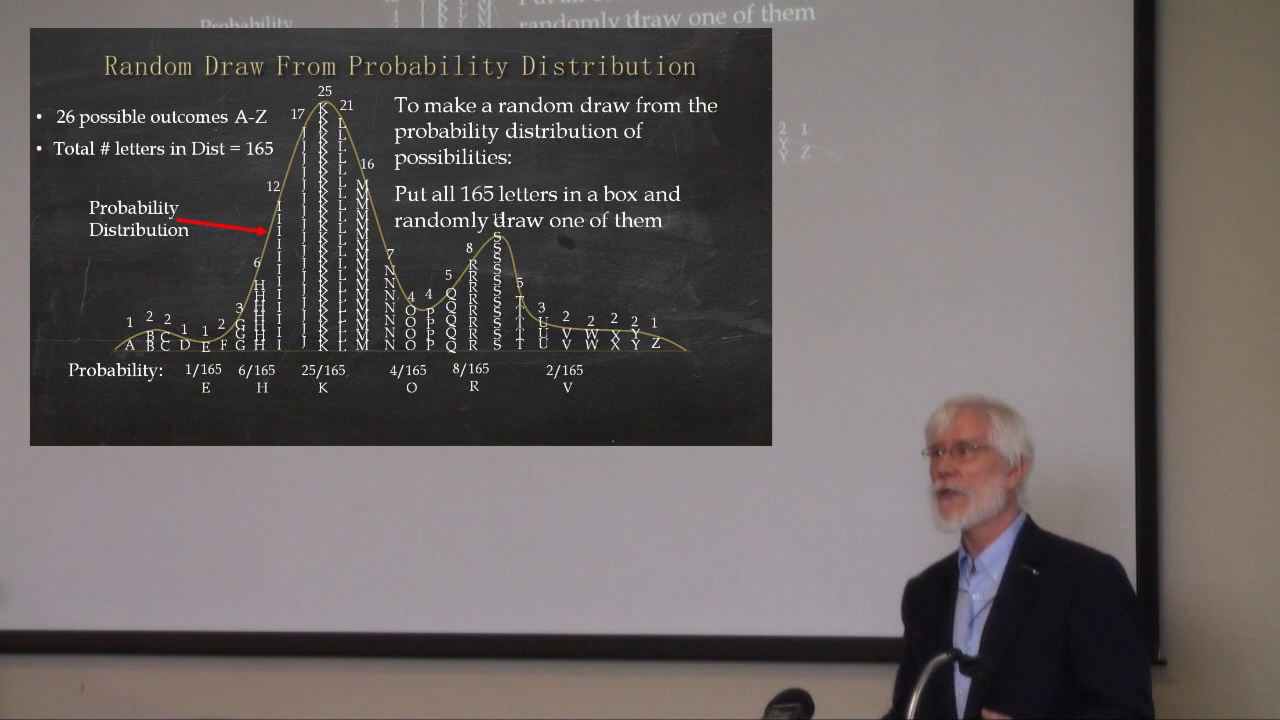 Probability
randomly draw one of them
Random Draw From Probability Distribution
• 26 possible outcomes A-Z
• Total # letters in Dist = 165
To make a random draw from the
probability distribution of
possibilities:
Put all 165 letters in a box and
randomly draw one of them
Probability
Distribution
1 2 2 1 1 2 3 6 12 17 25 21 16 7 4 4 5 8 11 5 3 2 2 2 2 1
A B C D E F G H I J K L M N O P Q R S T U V W X Y Z
Probability: 1/165 6/165 25/165 4/165 8/165 2/165
E H K O R V
2 1
Y
Y Z